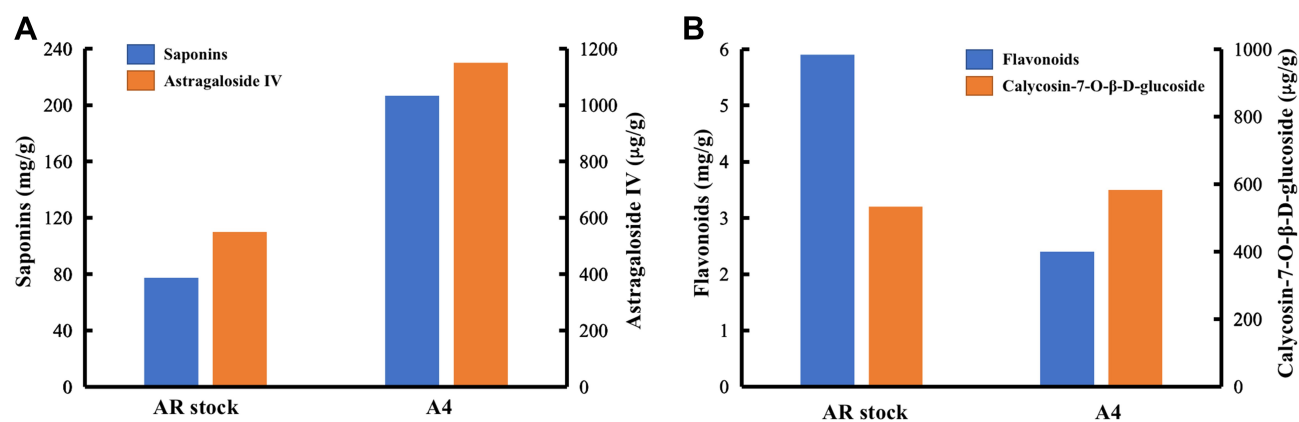 A
Saponins (mg/g)
240
200
160
120
80
40
0
Saponins
Astragaloside IV
1200
1000
800
600
400
200
0
Astragaloside IV (μg/g)
AR stock
A4
B
Flavonoids (mg/g)
6
5
4
3
2
1
0
Flavonoids
Calycosin-7-O-β-D-glucoside
1000
800
600
400
200
0
Calycosin-7-O-β-D-glucoside (μg/g)
AR stock
A4